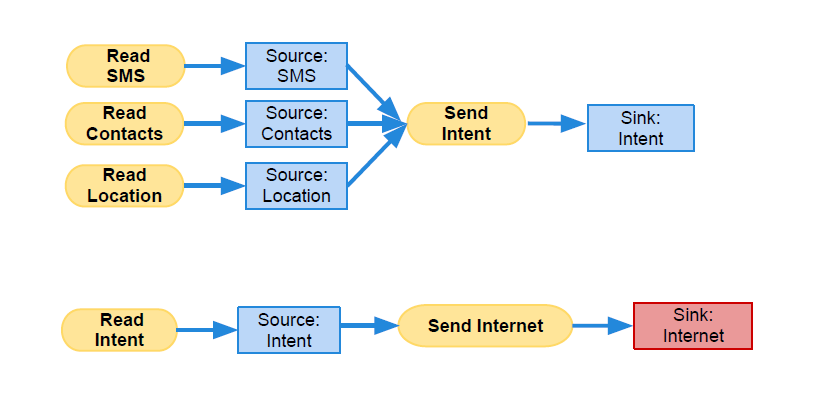 Read
SMS
Source:
SMS
Read
Contacts
Source:
Contacts
Send
Intent
Sink:
Intent
Read
Location
Source:
Location
Read
Intent
Source:
Intent
Send Internet
Sink:
Internet